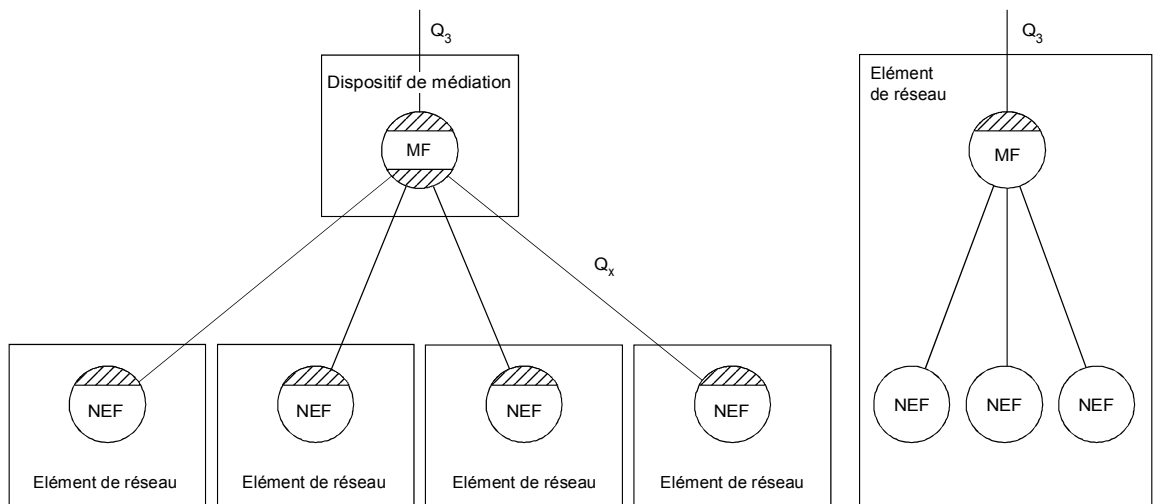 Q3
Dispositif de médiation
MF
Qx
NEF
NEF
NEF
NEF
Elément de réseau
Elément de réseau
Elément de réseau
Elément de réseau
Q3
Elément
de réseau
MF
NEF
NEF
NEF